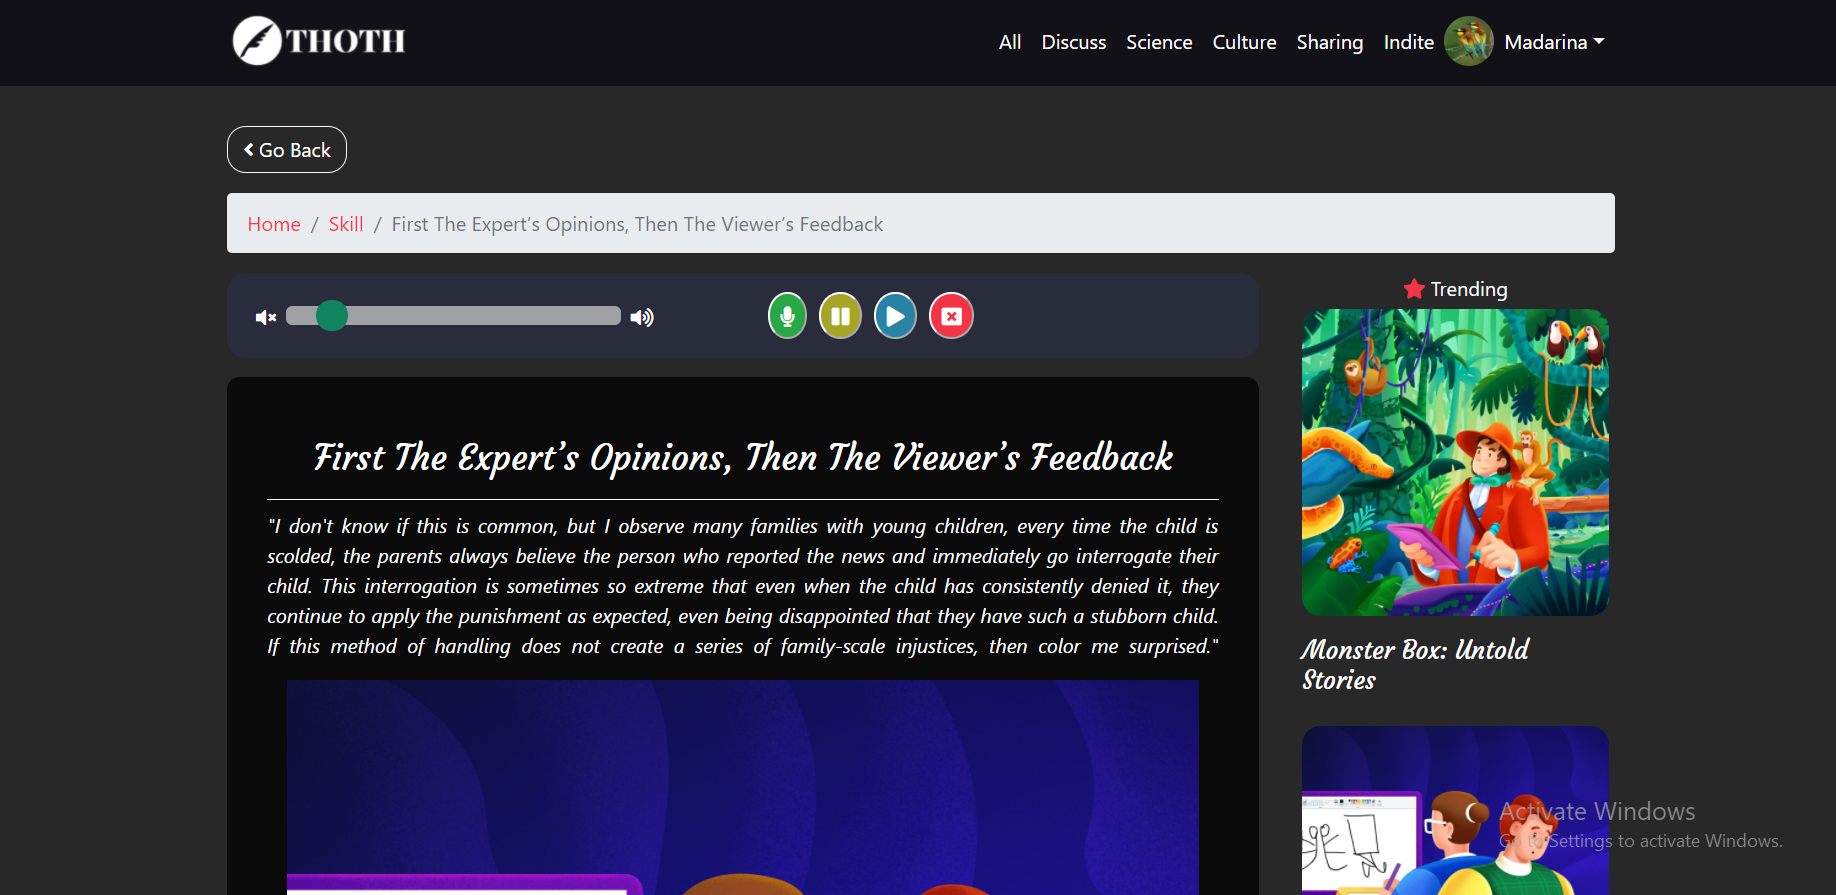 THOTH
All Discuss Science Culture Sharing Indite Madarina
Go Back
Home / Skill / First The Expert’s Opinions, Then The Viewer’s Feedback
Trending
First The Expert’s Opinions, Then The Viewer’s Feedback
"I don't know if this is common, but I observe many families with young children, every time the child is
scolded, the parents always believe the person who reported the news and immediately go interrogate their
child. This interrogation is sometimes so extreme that even when the child has consistently denied it, they
continue to apply the punishment as expected, even being disappointed that they have such a stubborn child.
If this method of handling does not create a series of family-scale injustices, then color me surprised."
Monster Box: Untold
Stories
Activate Windows
Go to Settings to activate Windows.